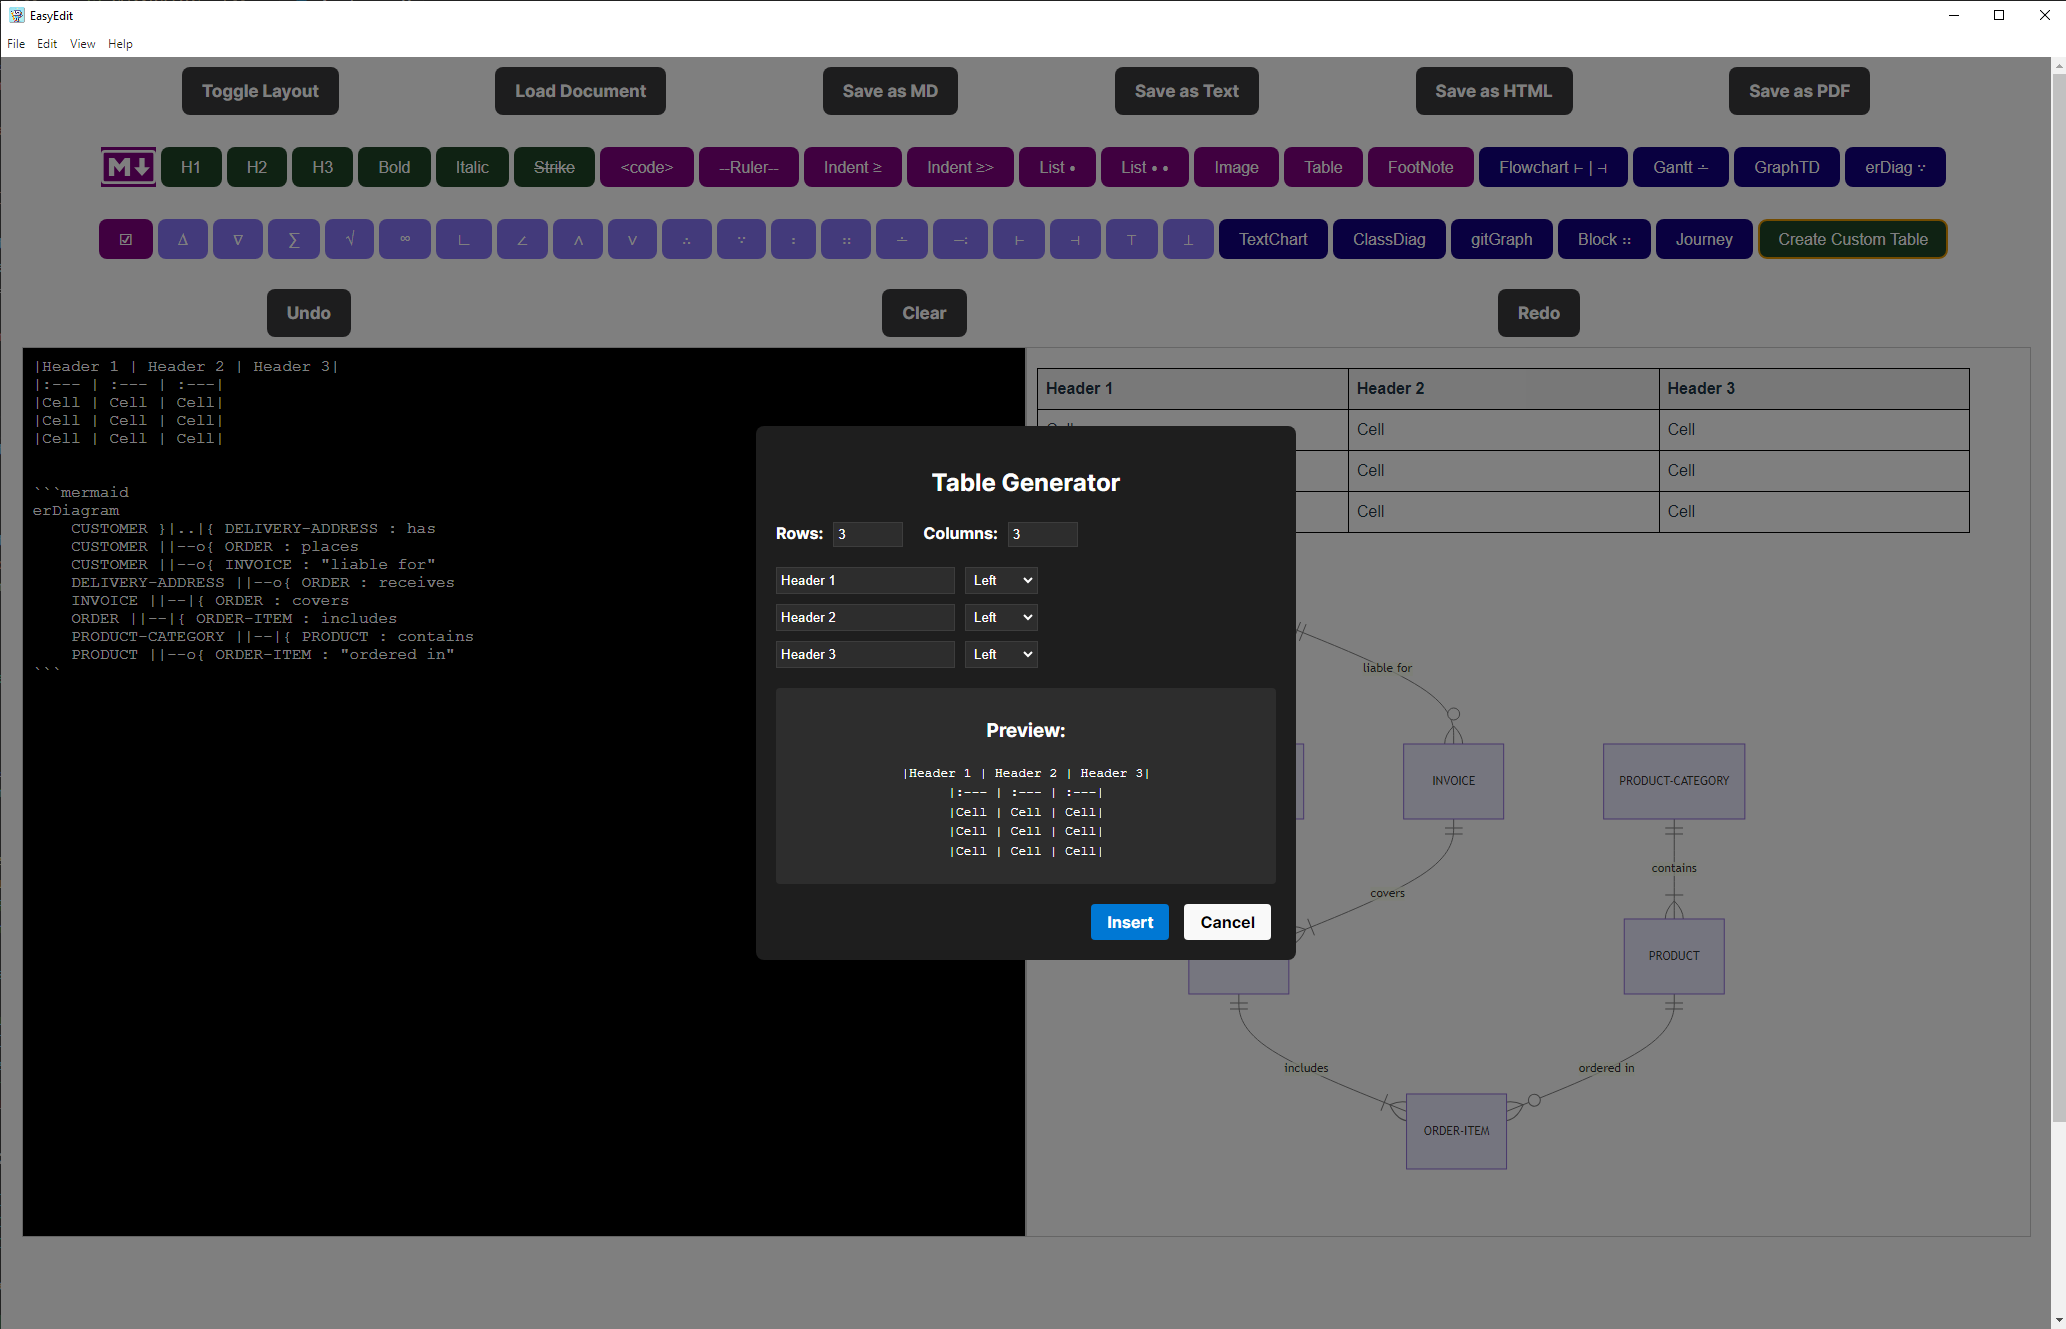 EasyEdit
File Edit View Help
Toggle Layout Load Document Save as MD Save as Text Save as HTML Save as PDF
M↓ H1 H2 H3 Bold Italic Strike <code> --Ruler-- Indent ≥ Indent ≥> List • List • • Image Table FootNote Flowchart ⊢ | ⊣ Gantt ∸ GraphTD erDiag ∵
☑ ∆ ∇ ∑ √ ∞ ∟ ∠ ∧ ∨ ∴ ∵ ∶ ∷ ∸ ∹ ⊢ ⊣ ⊤ ⊥ TextChart ClassDiag gitGraph Block :: Journey Create Custom Table
Undo Clear Redo
|Header 1 | Header 2 | Header 3|
|:--- | :--- | :---|
|Cell | Cell | Cell|
|Cell | Cell | Cell|
|Cell | Cell | Cell|
```mermaid
erDiagram
    CUSTOMER }|..|{ DELIVERY-ADDRESS : has
    CUSTOMER ||--o{ ORDER : places
    CUSTOMER ||--o{ INVOICE : "liable for"
    DELIVERY-ADDRESS ||--o{ ORDER : receives
    INVOICE ||--|{ ORDER : covers
    ORDER ||--|{ ORDER-ITEM : includes
    PRODUCT-CATEGORY ||--|{ PRODUCT : contains
    PRODUCT ||--o{ ORDER-ITEM : "ordered in"
```
Header 1 Header 2 Header 3
Cell Cell
Cell Cell
Cell Cell
Table Generator
Rows: 3 Columns: 3
Header 1 Left
Header 2 Left
Header 3 Left
Preview:
|Header 1 | Header 2 | Header 3|
|:--- | :--- | :---|
|Cell | Cell | Cell|
|Cell | Cell | Cell|
|Cell | Cell | Cell|
Insert Cancel
liable for
INVOICE PRODUCT-CATEGORY
contains
covers
PRODUCT
includes ordered in
ORDER-ITEM